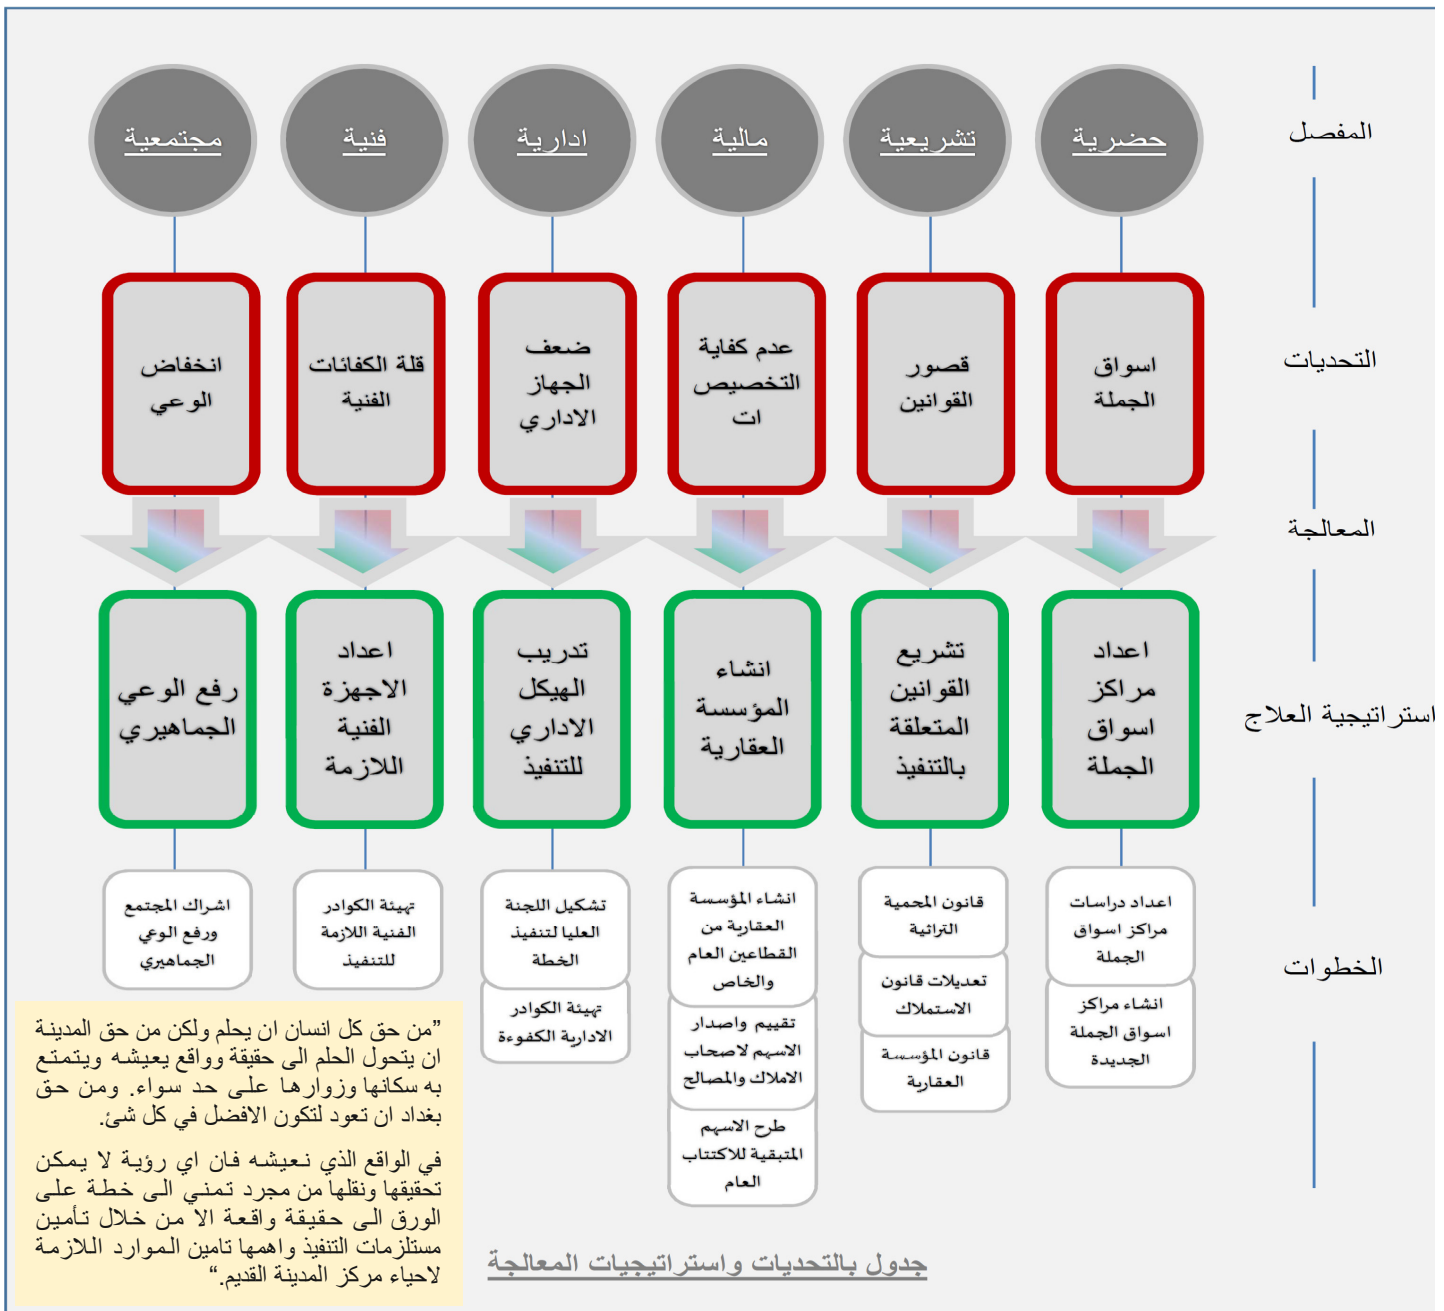 المفصل
حضرية
تشريعية
مالية
ادارية
فنية
مجتمعية
التحديات
اسواق
الجملة
قصور
القوانين
عدم كفاية
التخصيص
ات
ضعف
الجهاز
الاداري
قلة الكفائات
الفنية
انخفاض
الوعي
المعالجة
استراتيجية العلاج
اعداد
مراكز
اسواق
الجملة
تشريع
القوانين
المتعلقة
بالتنفيذ
انشاء
المؤسسة
العقارية
تدريب
الهيكل
الاداري
للتنفيذ
اعداد
الاجهزة
الفنية
اللازمة
رفع الوعي
الجماهيري
الخطوات
اعداد دراسات
مراكز اسواق
الجملة
انشاء مراكز
اسواق الجملة
الجديدة
قانون المحمية
التراثية
تعديلات قانون
الاستملاك
قانون المؤسسة
العقارية
انشاء المؤسسة
العقارية من
القطاعين العام
والخاص
تقييم واصدار
الاسهم لاصحاب
الاملاك والمصالح
طرح الاسهم
المتبقية للاكتتاب
العام
تشكيل اللجنة
العليا لتنفيذ
الخطة
تهيئة الكوادر
الادارية الكفوءة
تهيئة الكوادر
الفنية اللازمة
للتنفيذ
اشراك المجتمع
ورفع الوعي
الجماهيري
”من حق كل انسان ان يحلم ولكن من حق المدينة
ان يتحول الحلم الى حقيقة وواقع يعيشه ويتمتع
به سكانها وزوارها على حد سواء. ومن حق
بغداد ان تعود لتكون الافضل في كل شئ.
في الواقع الذي نعيشه فان اي رؤية لا يمكن
تحقيقها ونقلها من مجرد تمني الى خطة على
الورق الى حقيقة واقعة الا من خلال تأمين
مستلزمات التنفيذ واهمها تامين الموارد اللازمة
لاحياء مركز المدينة القديم.“
جدول بالتحديات واستراتيجيات المعالجة